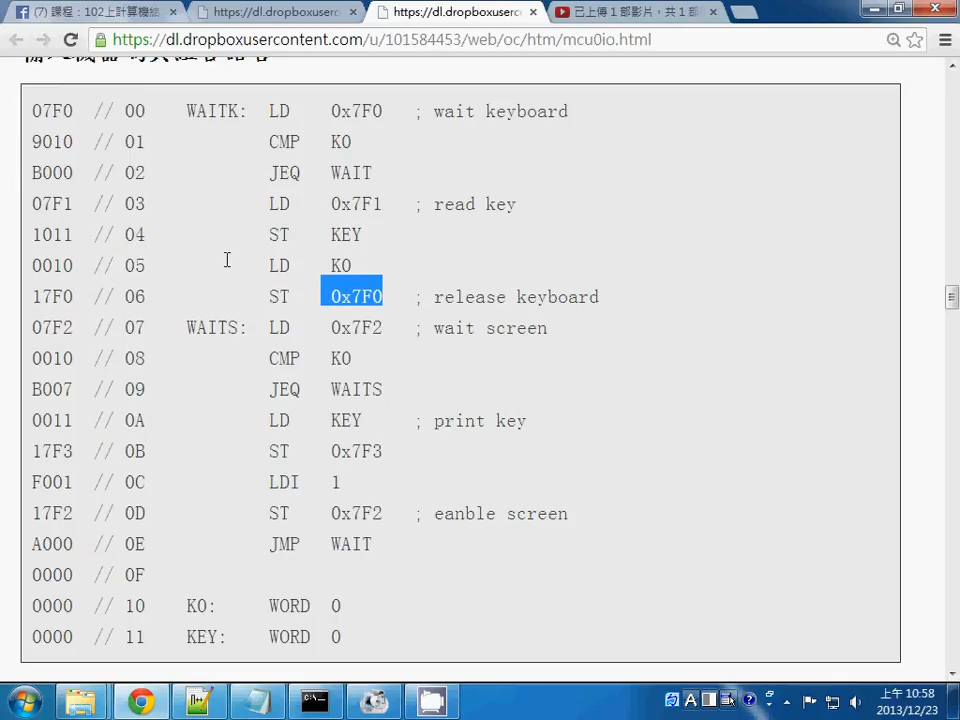 (7) 課程：102上計算機結
https://dl.dropboxuserc
https://dl.dropboxuserc
已上傳 1 部影片，共 1 部
https://dl.dropboxusercontent.com/u/101584453/web/oc/htm/mcu0io.html
07F0 // 00 WAITK: LD 0x7F0 ; wait keyboard
9010 // 01 CMP K0
B000 // 02 JEQ WAIT
07F1 // 03 LD 0x7F1 ; read key
1011 // 04 ST KEY
0010 // 05 LD K0
17F0 // 06 ST 0x7F0 ; release keyboard
07F2 // 07 WAITS: LD 0x7F2 ; wait screen
0010 // 08 CMP K0
B007 // 09 JEQ WAITS
0011 // 0A LD KEY ; print key
17F3 // 0B ST 0x7F3
F001 // 0C LDI 1
17F2 // 0D ST 0x7F2 ; eanble screen
A000 // 0E JMP WAIT
0000 // 0F
0000 // 10 K0: WORD 0
0000 // 11 KEY: WORD 0
上午 10:58
2013/12/23